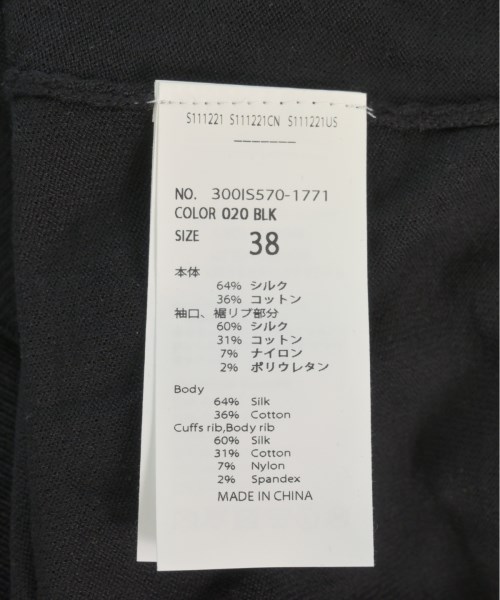 S111221 S111221CN S111221US
NO. 300IS570-1771
COLOR 020 BLK
SIZE 38
本体
64% シルク
36% コットン
袖口、裾リブ部分
60% シルク
31% コットン
7% ナイロン
2% ポリウレタン
Body
64% Silk
36% Cotton
Cuffs rib,Body rib
60% Silk
31% Cotton
7% Nylon
2% Spandex
MADE IN CHINA